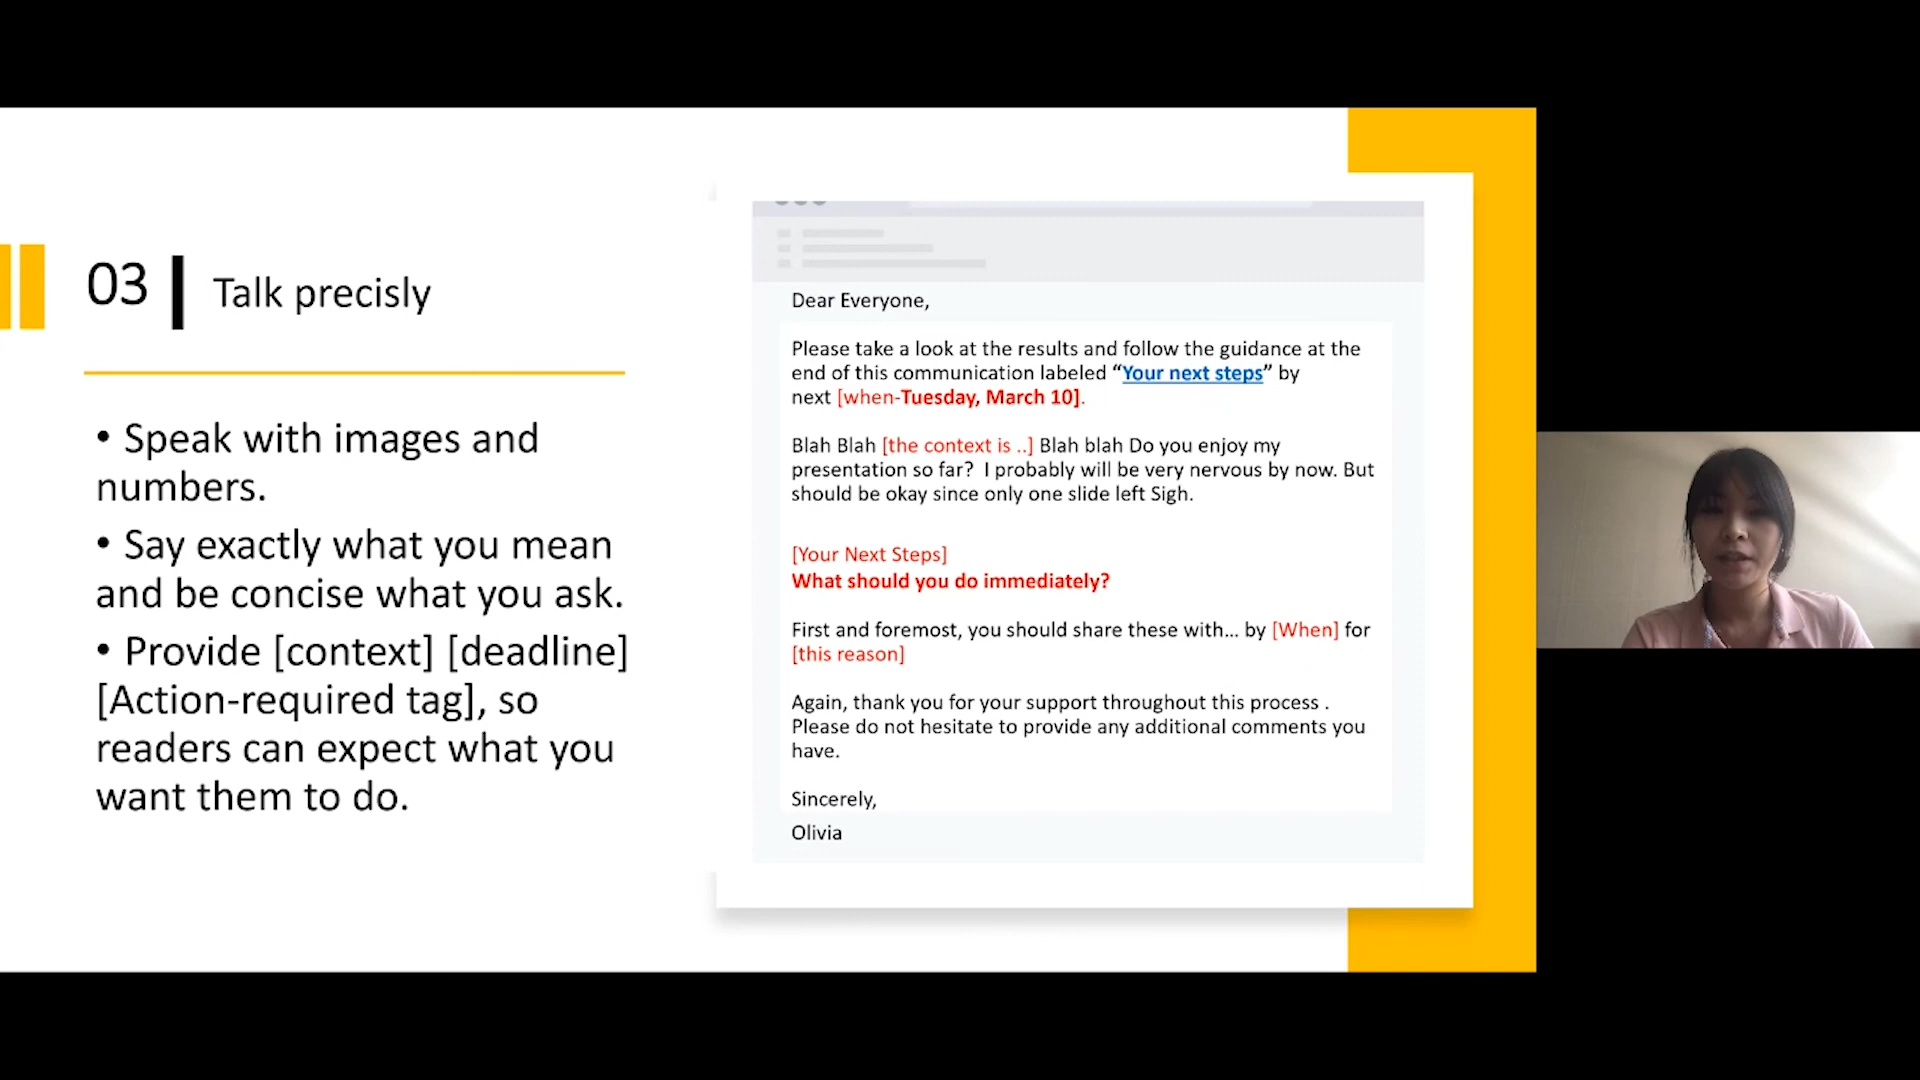 03
Talk precisly
• Speak with images and
numbers.
• Say exactly what you mean
and be concise what you ask.
• Provide [context] [deadline]
[Action-required tag], so
readers can expect what you
want them to do.
Dear Everyone,
Please take a look at the results and follow the guidance at the
end of this communication labeled “Your next steps” by
next [when-Tuesday, March 10].
Blah Blah [the context is ..] Blah blah Do you enjoy my
presentation so far? I probably will be very nervous by now. But
should be okay since only one slide left Sigh.
[Your Next Steps]
What should you do immediately?
First and foremost, you should share these with... by [When] for
[this reason]
Again, thank you for your support throughout this process .
Please do not hesitate to provide any additional comments you
have.
Sincerely,
Olivia